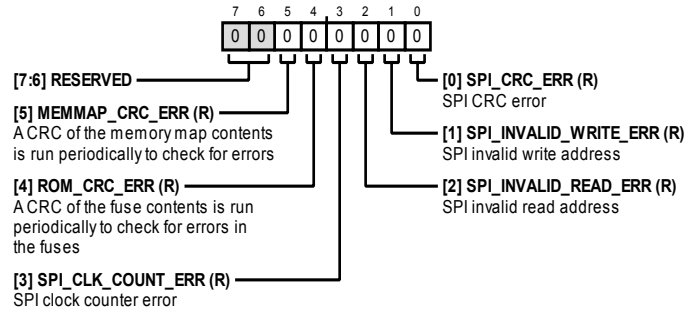 7 6 5 4 3 2 1 0
0 0 0 0 0 0 0 0
[7:6] RESERVED
[5] MEMMAP_CRC_ERR (R)
A CRC of the memory map contents
is run periodically to check for errors
[4] ROM_CRC_ERR (R)
A CRC of the fuse contents is run
periodically to check for errors in
the fuses
[3] SPI_CLK_COUNT_ERR (R)
SPI clock counter error
[0] SPI_CRC_ERR (R)
SPI CRC error
[1] SPI_INVALID_WRITE_ERR (R)
SPI invalid write address
[2] SPI_INVALID_READ_ERR (R)
SPI invalid read address